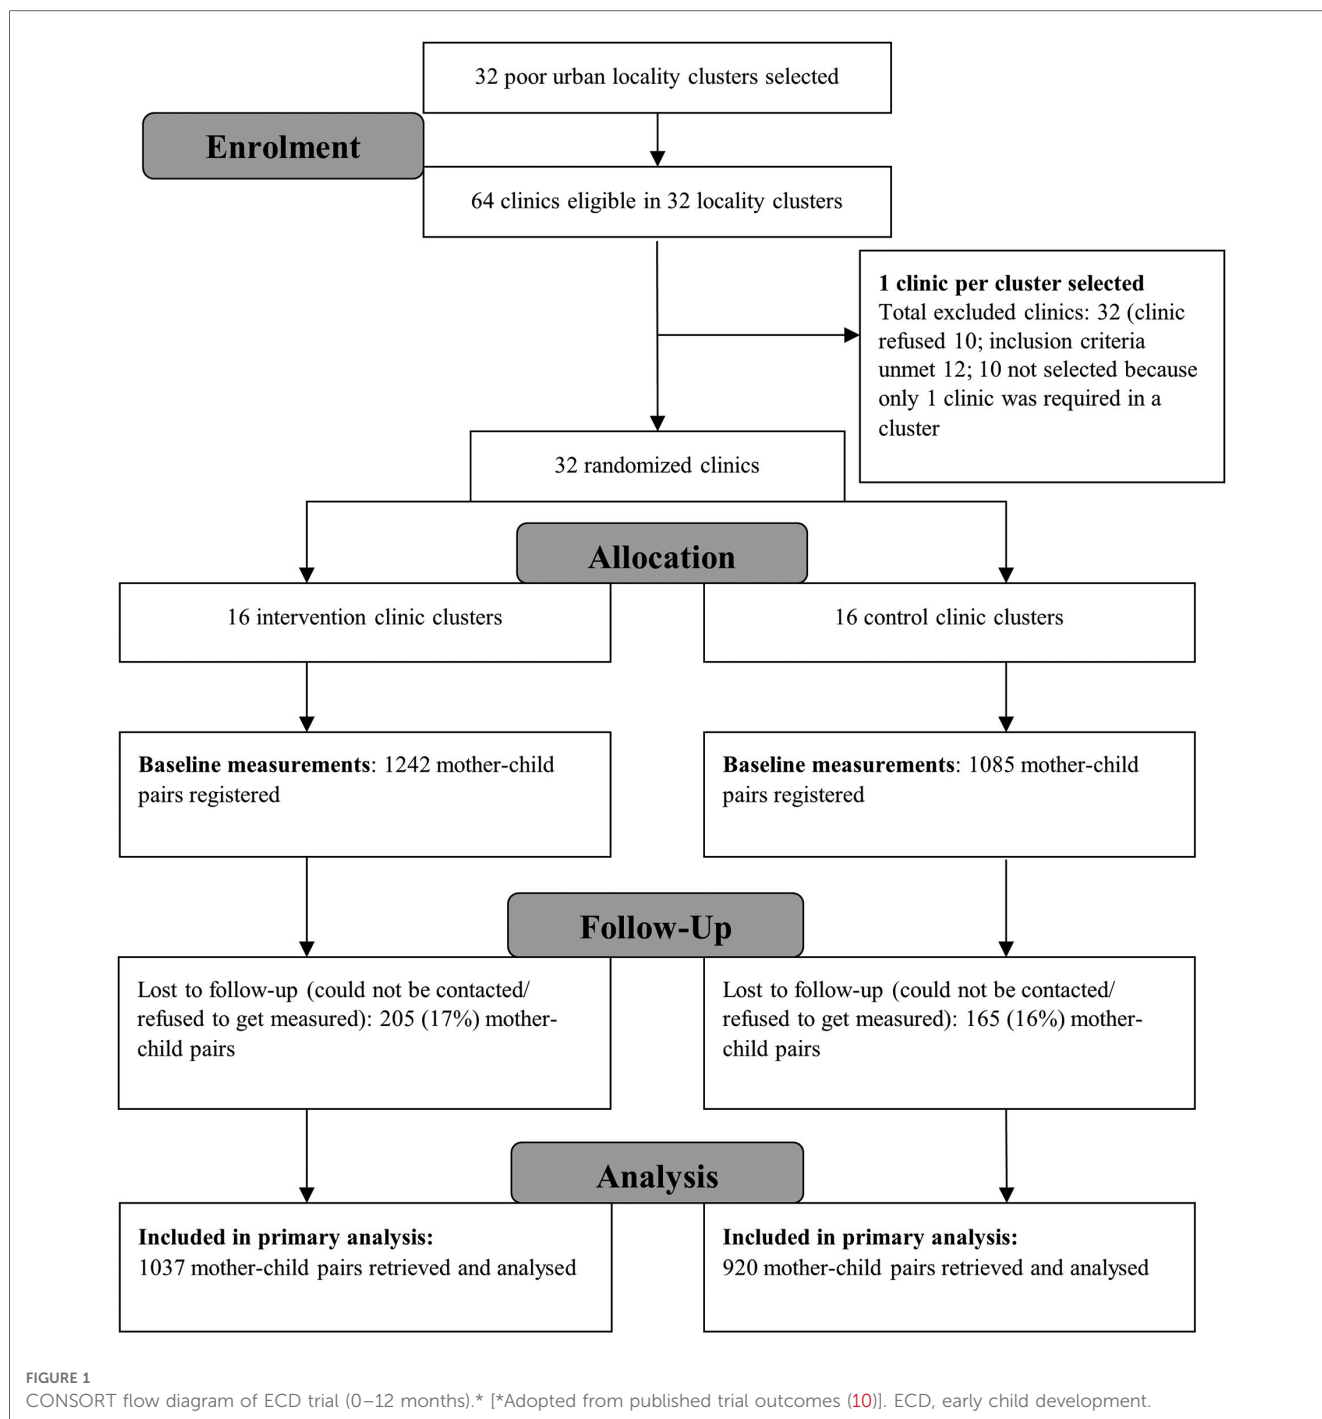 32 poor urban locality clusters selected
Enrolment
64 clinics eligible in 32 locality clusters
1 clinic per cluster selected
Total excluded clinics: 32 (clinic
refused 10; inclusion criteria
unmet 12; 10 not selected because
only 1 clinic was required in a
cluster
32 randomized clinics
Allocation
16 intervention clinic clusters
16 control clinic clusters
Baseline measurements: 1242 mother-child
pairs registered
Baseline measurements: 1085 mother-child
pairs registered
Follow-Up
Lost to follow-up (could not be contacted/
refused to get measured): 205 (17%) mother-
child pairs
Lost to follow-up (could not be contacted/
refused to get measured): 165 (16%) mother-
child pairs
Analysis
Included in primary analysis:
1037 mother-child pairs retrieved and analysed
Included in primary analysis:
920 mother-child pairs retrieved and analysed
FIGURE 1
CONSORT flow diagram of ECD trial (0–12 months).* [*Adopted from published trial outcomes (10)]. ECD, early child development.